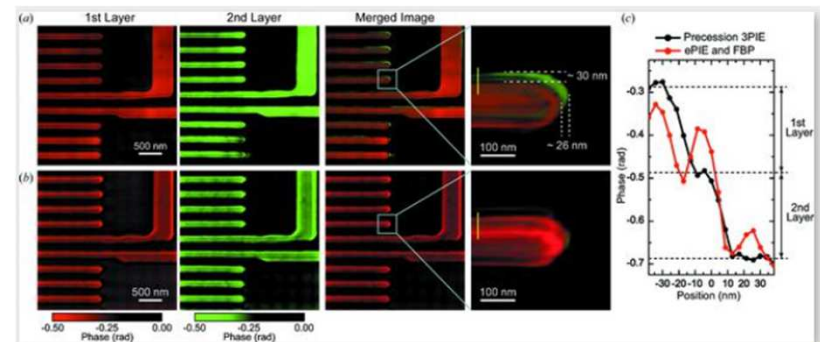 (a) 1st Layer 2nd Layer Merged Image
~ 30 nm
~ 26 nm
500 nm
100 nm
(b)
500 nm
100 nm
-0.50 -0.25 0.00
Phase (rad)
-0.50 -0.25 0.00
Phase (rad)
(c)
Precession 3PIE
ePIE and FBP
-0.3
-0.4
-0.5
-0.6
-0.7
Phase (rad)
1st Layer
2nd Layer
-30 -20 -10 0 10 20 30
Position (nm)